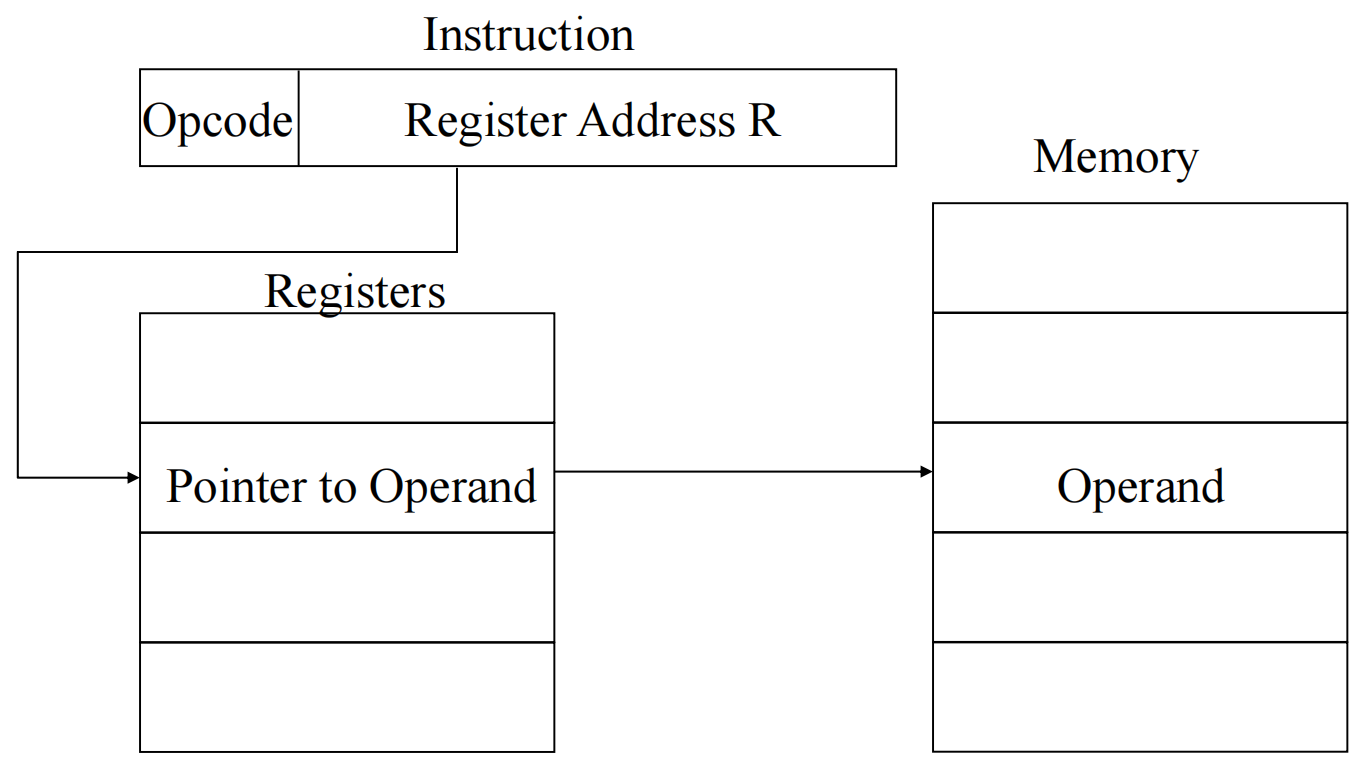 Instruction
Opcode Register Address R
Memory
Registers
Pointer to Operand
Operand